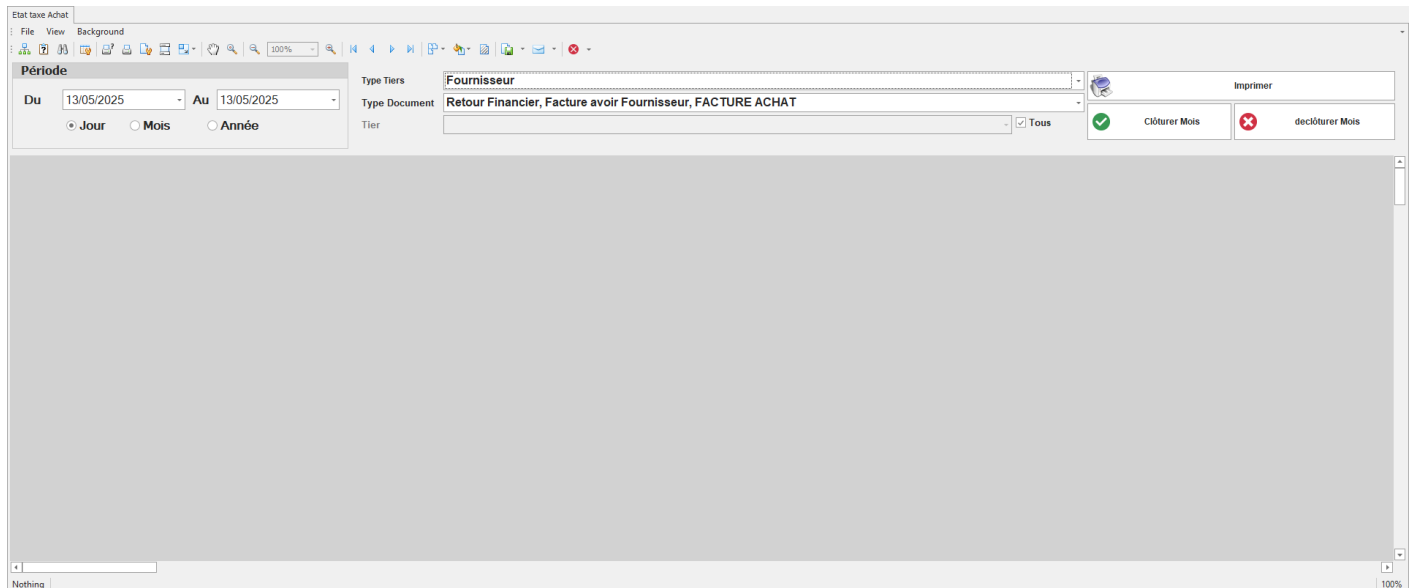 Etat taxe Achat
File View Background
100%
Période
Du 13/05/2025 Au 13/05/2025
Jour Mois Année
Type Tiers Fournisseur
Type Document Retour Financier, Facture avoir Fournisseur, FACTURE ACHAT
Tier Tous
Imprimer
Clôturer Mois declôturer Mois
Nothing 100%